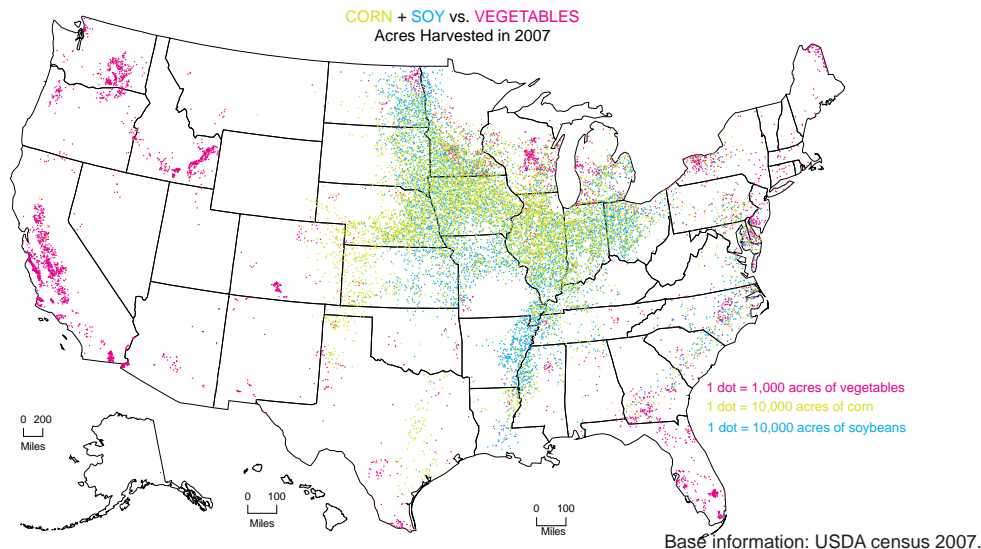 CORN + SOY vs. VEGETABLES
Acres Harvested in 2007
1 dot = 1,000 acres of vegetables
1 dot = 10,000 acres of corn
1 dot = 10,000 acres of soybeans
0 200
Miles
0 100
Miles
0 100
Miles
Base information: USDA census 2007.